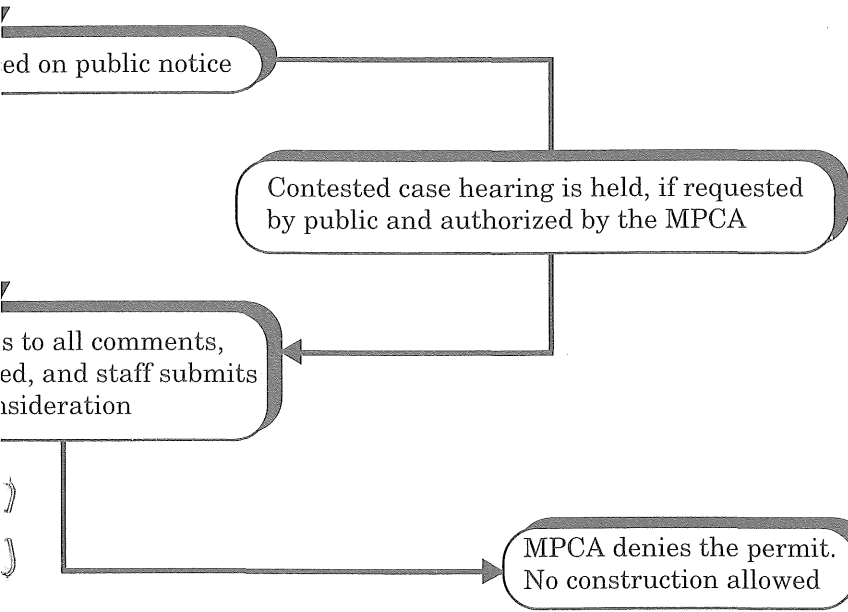 ed on public notice
Contested case hearing is held, if requested
by public and authorized by the MPCA
s to all comments,
ed, and staff submits
nsideration
MPCA denies the permit.
No construction allowed